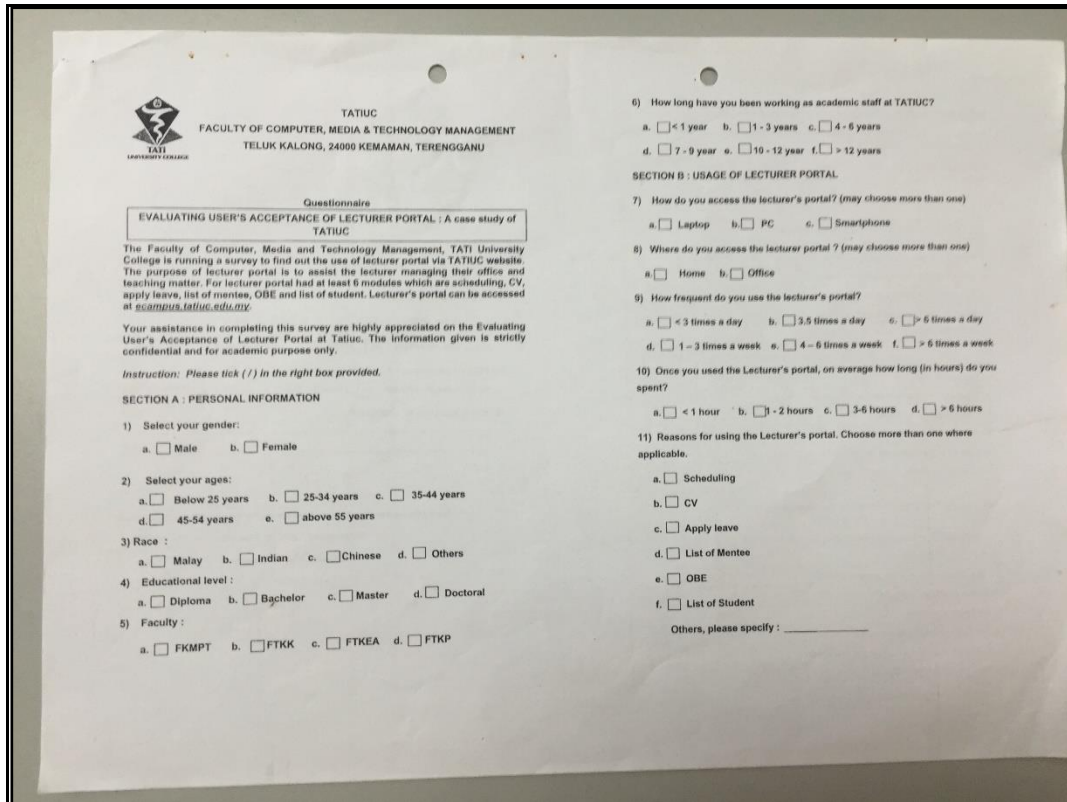 TATI
UNIVERSITY COLLEGE
TATIUC
FACULTY OF COMPUTER, MEDIA & TECHNOLOGY MANAGEMENT
TELUK KALONG, 24000 KEMAMAN, TERENGGANU
Questionnaire
EVALUATING USER'S ACCEPTANCE OF LECTURER PORTAL : A case study of
TATIUC
The Faculty of Computer, Media and Technology Management, TATI University
College is running a survey to find out the use of lecturer portal via TATIUC website.
The purpose of lecturer portal is to assist the lecturer managing their office and
teaching matter. For lecturer portal had at least 6 modules which are scheduling, CV,
apply leave, list of mentee, OBE and list of student. Lecturer's portal can be accessed
at ecampus.tatiuc.edu.my.
Your assistance in completing this survey are highly appreciated on the Evaluating
User's Acceptance of Lecturer Portal at Tatiuc. The information given is strictly
confidential and for academic purpose only.
Instruction: Please tick ( / ) in the right box provided.
SECTION A : PERSONAL INFORMATION
1) Select your gender:
a. Male b. Female
2) Select your ages:
a. Below 25 years b. 25-34 years c. 35-44 years
d. 45-54 years e. above 55 years
3) Race :
a. Malay b. Indian c. Chinese d. Others
4) Educational level :
a. Diploma b. Bachelor c. Master d. Doctoral
5) Faculty :
a. FKMPT b. FTKK c. FTKEA d. FTKP
6) How long have you been working as academic staff at TATIUC?
a. < 1 year b. 1 - 3 years c. 4 - 6 years
d. 7 - 9 year e. 10 - 12 year f. > 12 years
SECTION B : USAGE OF LECTURER PORTAL
7) How do you access the lecturer's portal? (may choose more than one)
a. Laptop b. PC c. Smartphone
8) Where do you access the lecturer portal ? (may choose more than one)
a. Home b. Office
9) How frequent do you use the lecturer's portal?
a. < 3 times a day b. 3.5 times a day c. > 6 times a day
d. 1 – 3 times a week e. 4 – 6 times a week f. > 6 times a week
10) Once you used the Lecturer's portal, on average how long (in hours) do you
spent?
a. < 1 hour b. 1 - 2 hours c. 3-6 hours d. > 6 hours
11) Reasons for using the Lecturer's portal. Choose more than one where
applicable.
a. Scheduling
b. CV
c. Apply leave
d. List of Mentee
e. OBE
f. List of Student
Others, please specify : ______________